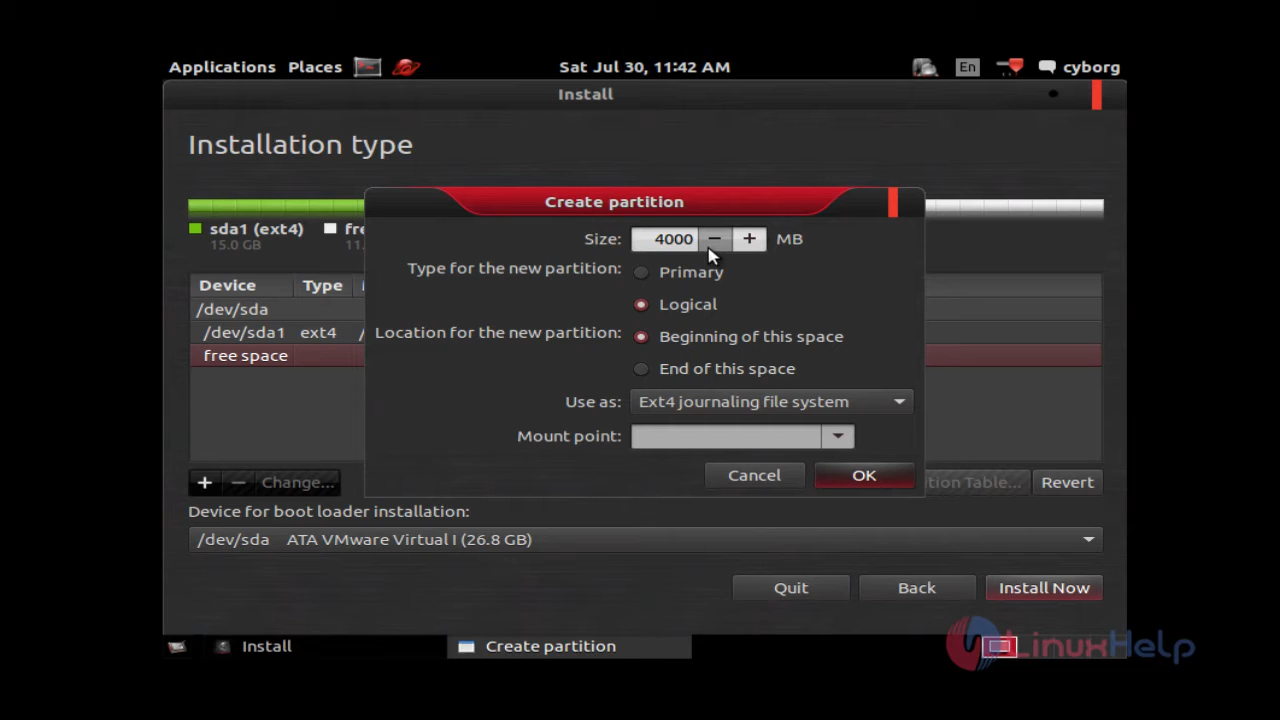 Applications Places Sat Jul 30, 11:42 AM En cyborg
Install
Installation type
Create partition
Size: 4000 − + MB
sda1 (ext4)
15.0 GB
Type for the new partition: Primary
Logical
Location for the new partition: Beginning of this space
End of this space
Use as: Ext4 journaling file system
Mount point:
Cancel OK
Device Type
/dev/sda
/dev/sda1 ext4 /
free space
+ − Change... Table... Revert
Device for boot loader installation:
/dev/sda ATA VMware Virtual I (26.8 GB)
Quit Back Install Now
Install Create partition
LinuxHelp